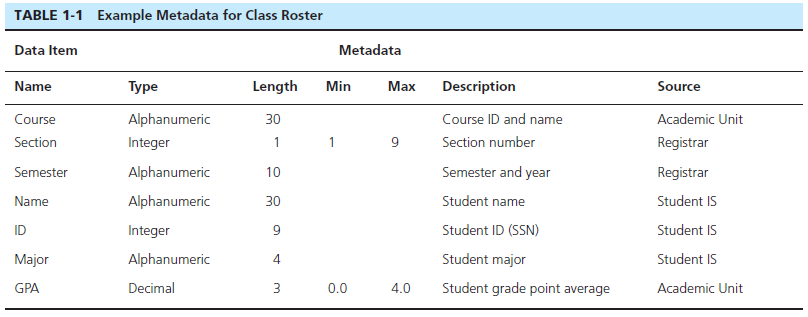 TABLE 1-1 Example Metadata for Class Roster
Data Item Metadata
Name Type Length Min Max Description Source
Course Alphanumeric 30 Course ID and name Academic Unit
Section Integer 1 1 9 Section number Registrar
Semester Alphanumeric 10 Semester and year Registrar
Name Alphanumeric 30 Student name Student IS
ID Integer 9 Student ID (SSN) Student IS
Major Alphanumeric 4 Student major Student IS
GPA Decimal 3 0.0 4.0 Student grade point average Academic Unit